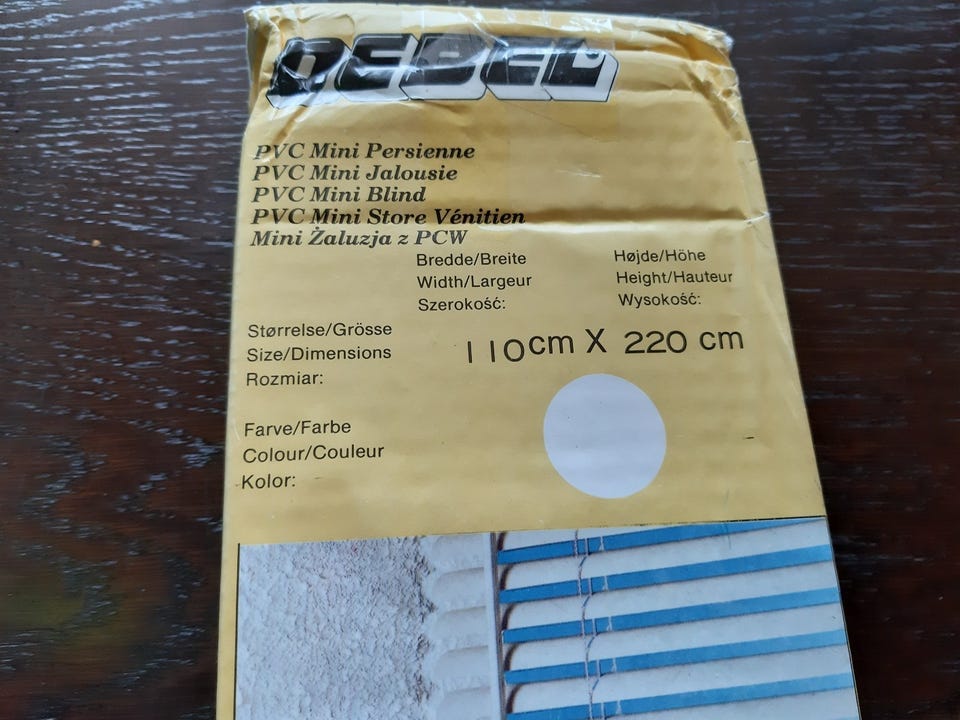 DEBEL
PVC Mini Persienne
PVC Mini Jalousie
PVC Mini Blind
PVC Mini Store Vénitien
Mini Żaluzja z PCW
Bredde/Breite
Width/Largeur
Szerokość:
Højde/Höhe
Height/Hauteur
Wysokość:
Størrelse/Grösse
Size/Dimensions
Rozmiar:
110cm X 220 cm
Farve/Farbe
Colour/Couleur
Kolor: